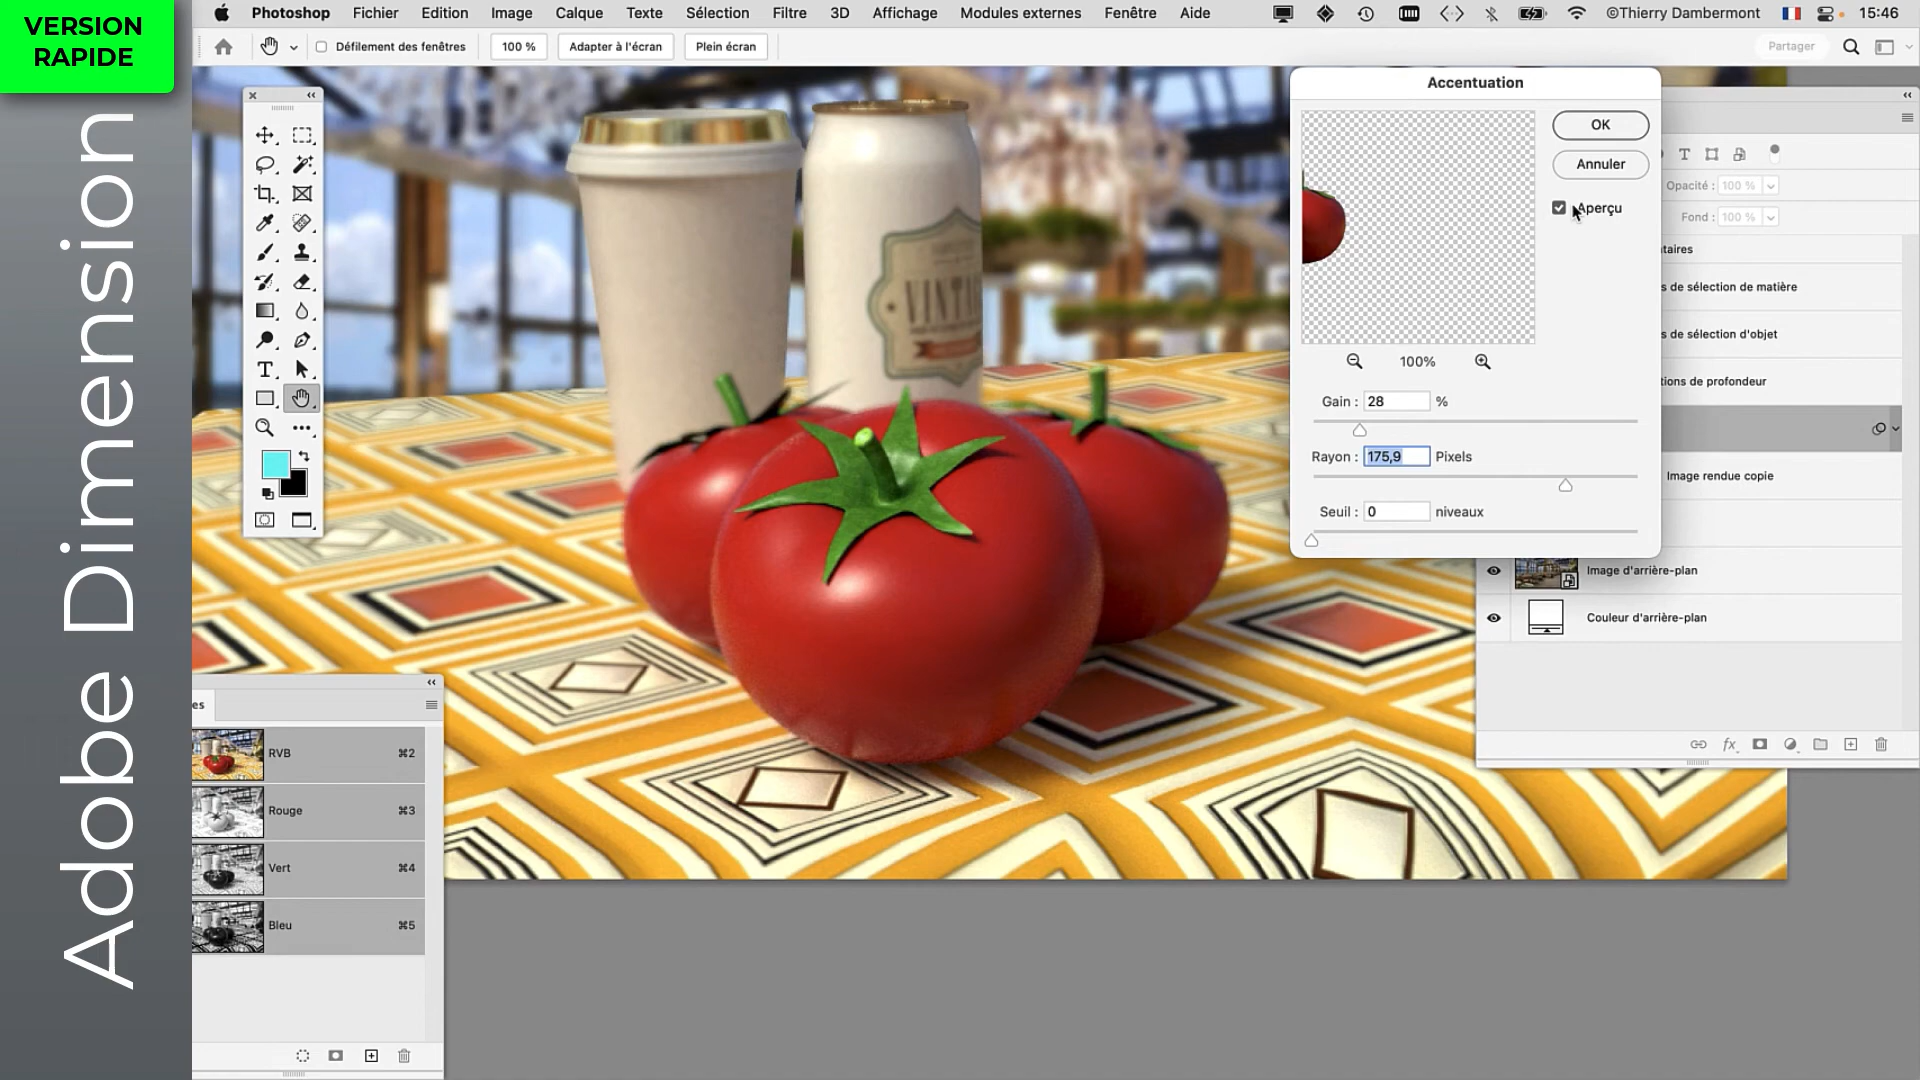 VERSION
RAPIDE
Adobe Dimension
Photoshop Fichier Edition Image Calque Texte Sélection Filtre 3D Affichage Modules externes Fenêtre Aide
©Thierry Dambermont 15:46
Défilement des fenêtres 100 % Adapter à l'écran Plein écran
Partager
Accentuation
OK
Annuler
Aperçu
100%
Gain : 28 %
Rayon : 175,9 Pixels
Seuil : 0 niveaux
Opacité : 100 %
Fond : 100 %
taires
s de sélection de matière
s de sélection d'objet
tions de profondeur
Image rendue copie
Image d'arrière-plan
Couleur d'arrière-plan
fx
es
RVB ⌘2
Rouge ⌘3
Vert ⌘4
Bleu ⌘5